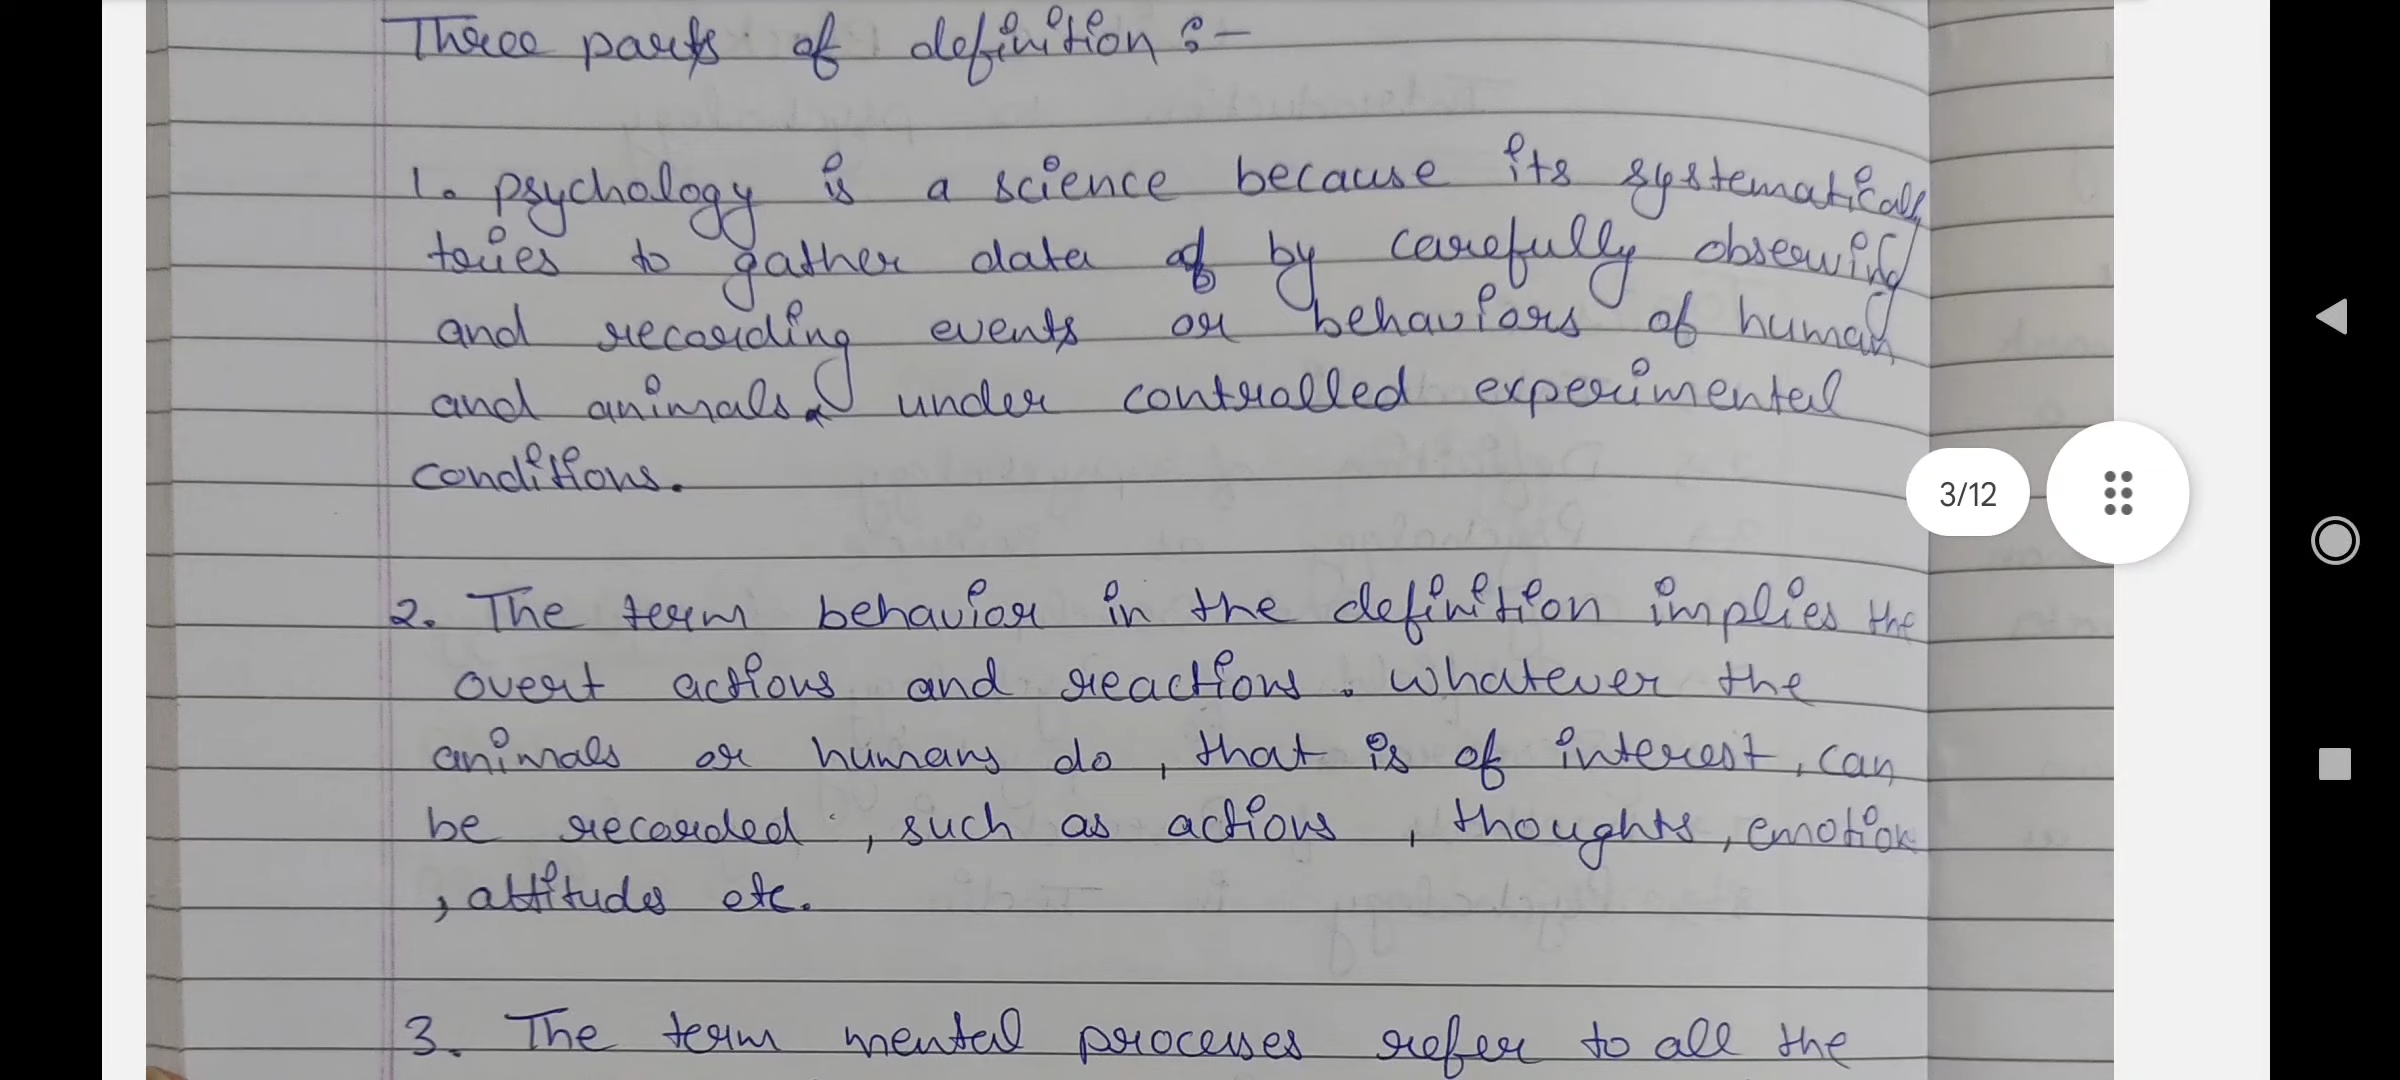 Three parts of definition :-
1. psychology is a science because its systematically
tries to gather data of by carefully observing
and recording events or behaviors of human
and animals under controlled experimental
conditions.
3/12
2. The term behavior in the definition implies the
overt actions and reactions. whatever the
animals or humans do, that is of interest, can
be recorded, such as actions, thoughts, emotion
, attitudes etc.
3. The term mental processes refer to all the